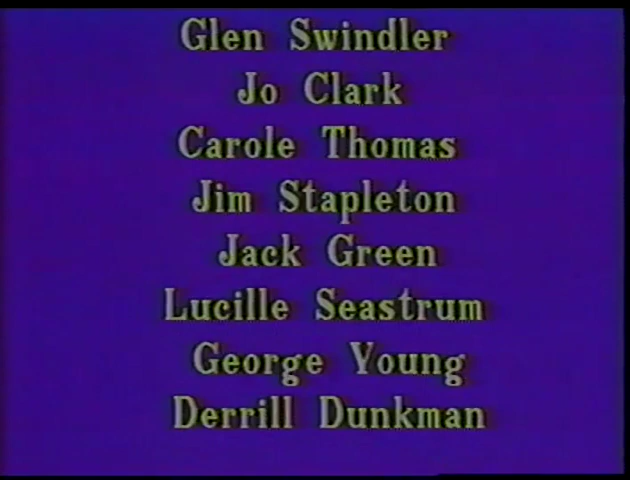 Glen Swindler
Jo Clark
Carole Thomas
Jim Stapleton
Jack Green
Lucille Seastrum
George Young
Derrill Dunkman